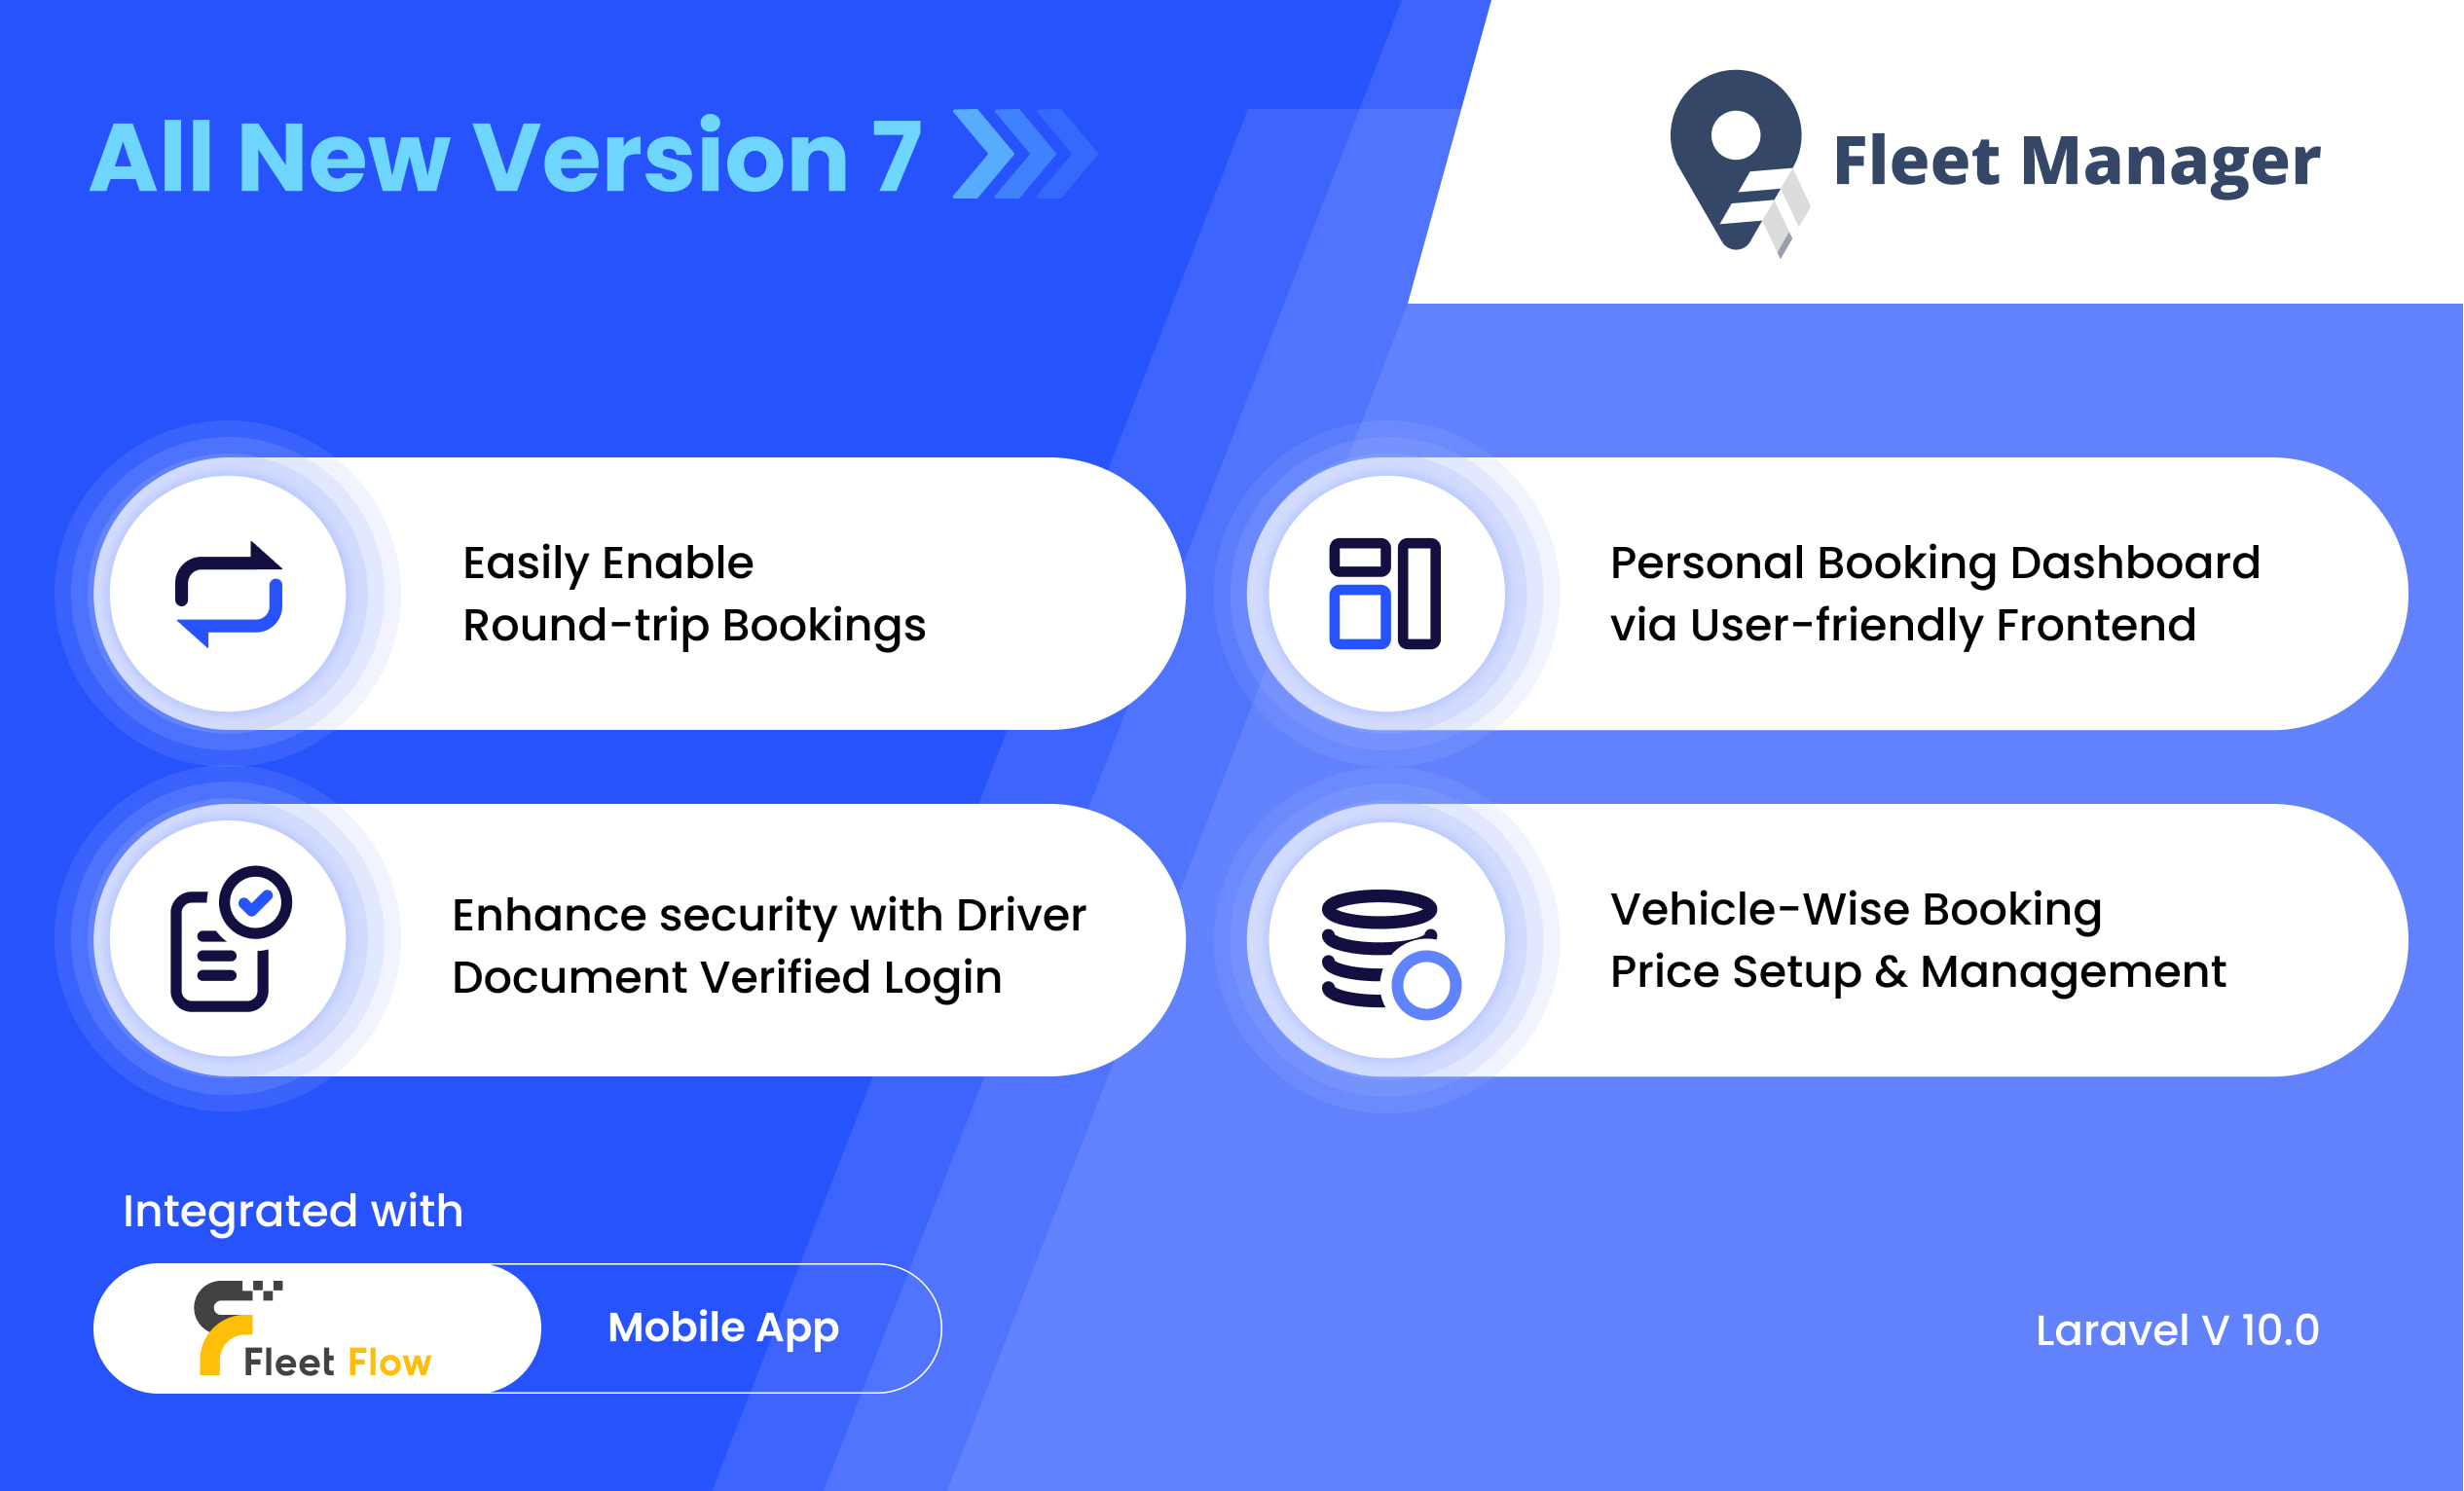 All New Version 7
Fleet Manager
Easily Enable
Round-trip Bookings
Personal Booking Dashboard
via User-friendly Frontend
Enhance security with Driver
Document Verified Login
Vehicle-Wise Booking
Price Setup & Management
Integrated with
Fleet Flow
Mobile App
Laravel V 10.0